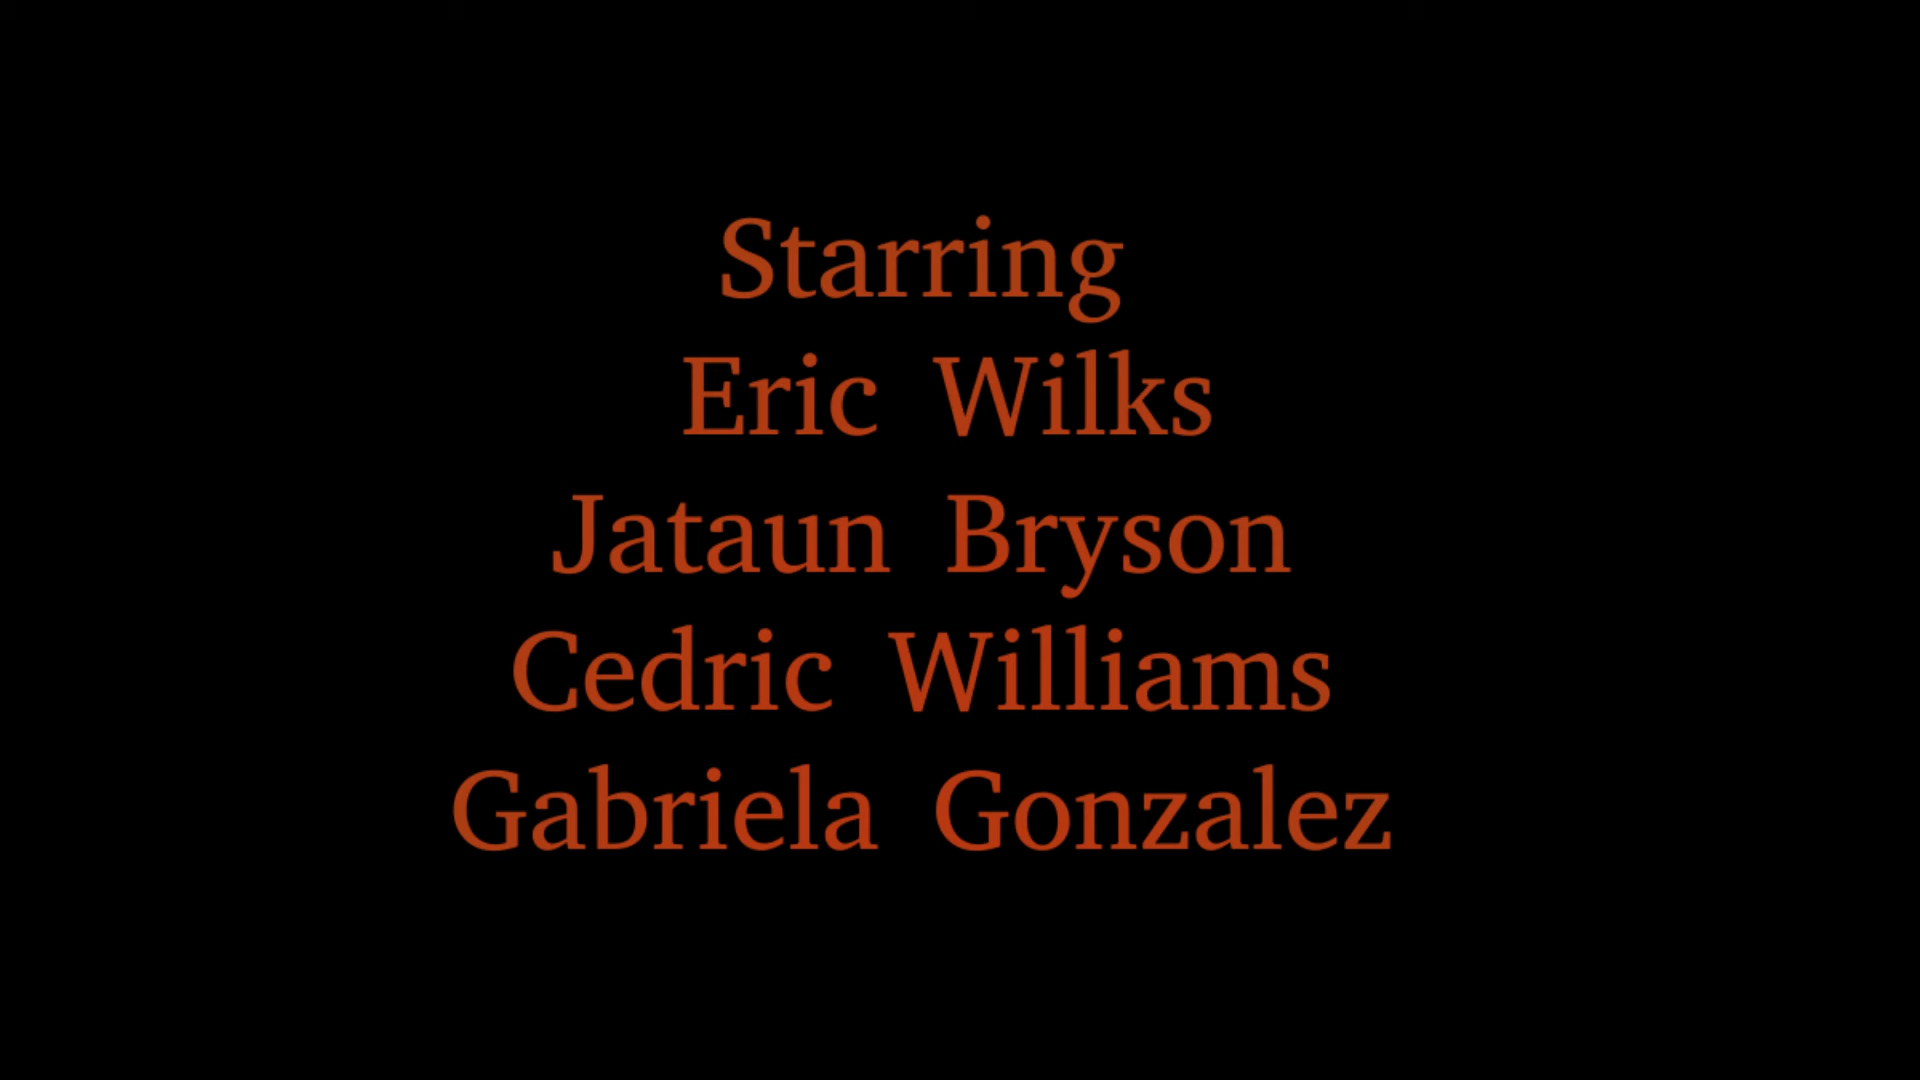 Starring
Eric Wilks
Jataun Bryson
Cedric Williams
Gabriela Gonzalez